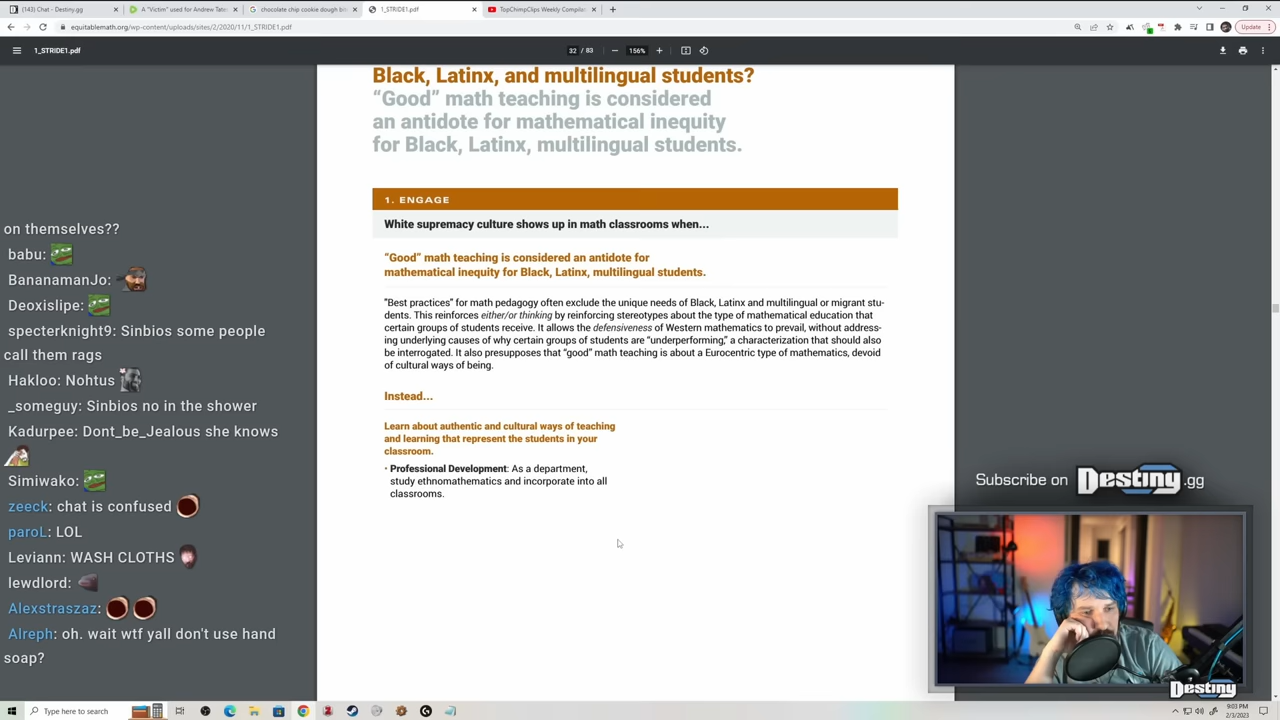 (143) Chat - Destiny.gg
A "Victim" used for Andrew Tate
chocolate chip cookie dough bit
1_STRIDE1.pdf
TopChimpClips Weekly Compilat
equitablemath.org/wp-content/uploads/sites/2/2020/11/1_STRIDE1.pdf
Update
1_STRIDE1.pdf
32 / 83
156%
Black, Latinx, and multilingual students?
“Good” math teaching is considered
an antidote for mathematical inequity
for Black, Latinx, multilingual students.
1. ENGAGE
White supremacy culture shows up in math classrooms when...
“Good” math teaching is considered an antidote for
mathematical inequity for Black, Latinx, multilingual students.
“Best practices” for math pedagogy often exclude the unique needs of Black, Latinx and multilingual or migrant stu-
dents. This reinforces either/or thinking by reinforcing stereotypes about the type of mathematical education that
certain groups of students receive. It allows the defensiveness of Western mathematics to prevail, without address-
ing underlying causes of why certain groups of students are “underperforming,” a characterization that should also
be interrogated. It also presupposes that “good” math teaching is about a Eurocentric type of mathematics, devoid
of cultural ways of being.
Instead...
Learn about authentic and cultural ways of teaching
and learning that represent the students in your
classroom.
• Professional Development: As a department,
study ethnomathematics and incorporate into all
classrooms.
on themselves??
babu:
BananamanJo:
Deoxislipe:
specterknight9: Sinbios some people
call them rags
Hakloo: Nohtus
_someguy: Sinbios no in the shower
Kadurpee: Dont_be_Jealous she knows
Simiwako:
zeeck: chat is confused
paroL: LOL
Leviann: WASH CLOTHS
lewdlord:
Alexstraszaz:
Alreph: oh. wait wtf yall don't use hand
soap?
Subscribe on Destiny.gg
Destiny
Type here to search
9:03 PM
2/3/2023